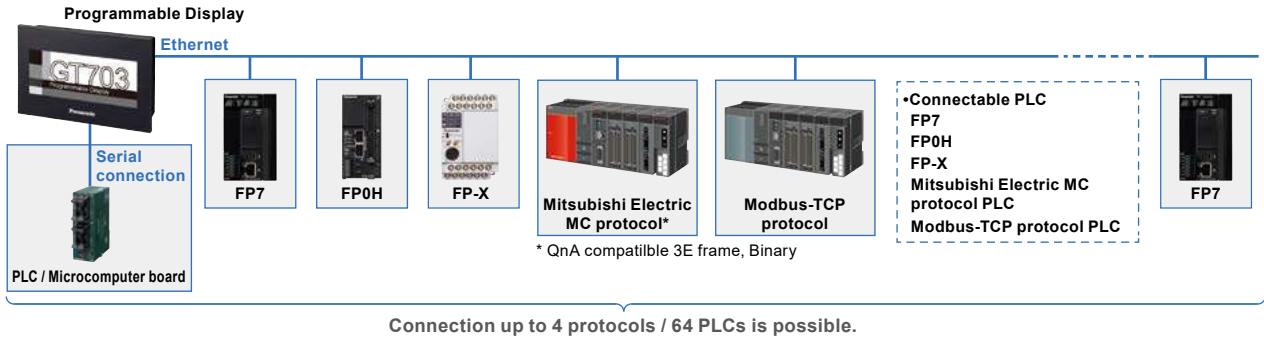 Programmable Display
Ethernet
GT703
Programmable Display
Panasonic
Serial
connection
PLC / Microcomputer board
FP7
FP0H
FP-X
Mitsubishi Electric
MC protocol*
* QnA compatilble 3E frame, Binary
Modbus-TCP
protocol
•Connectable PLC
FP7
FP0H
FP-X
Mitsubishi Electric MC
protocol PLC
Modbus-TCP protocol PLC
FP7
Connection up to 4 protocols / 64 PLCs is possible.